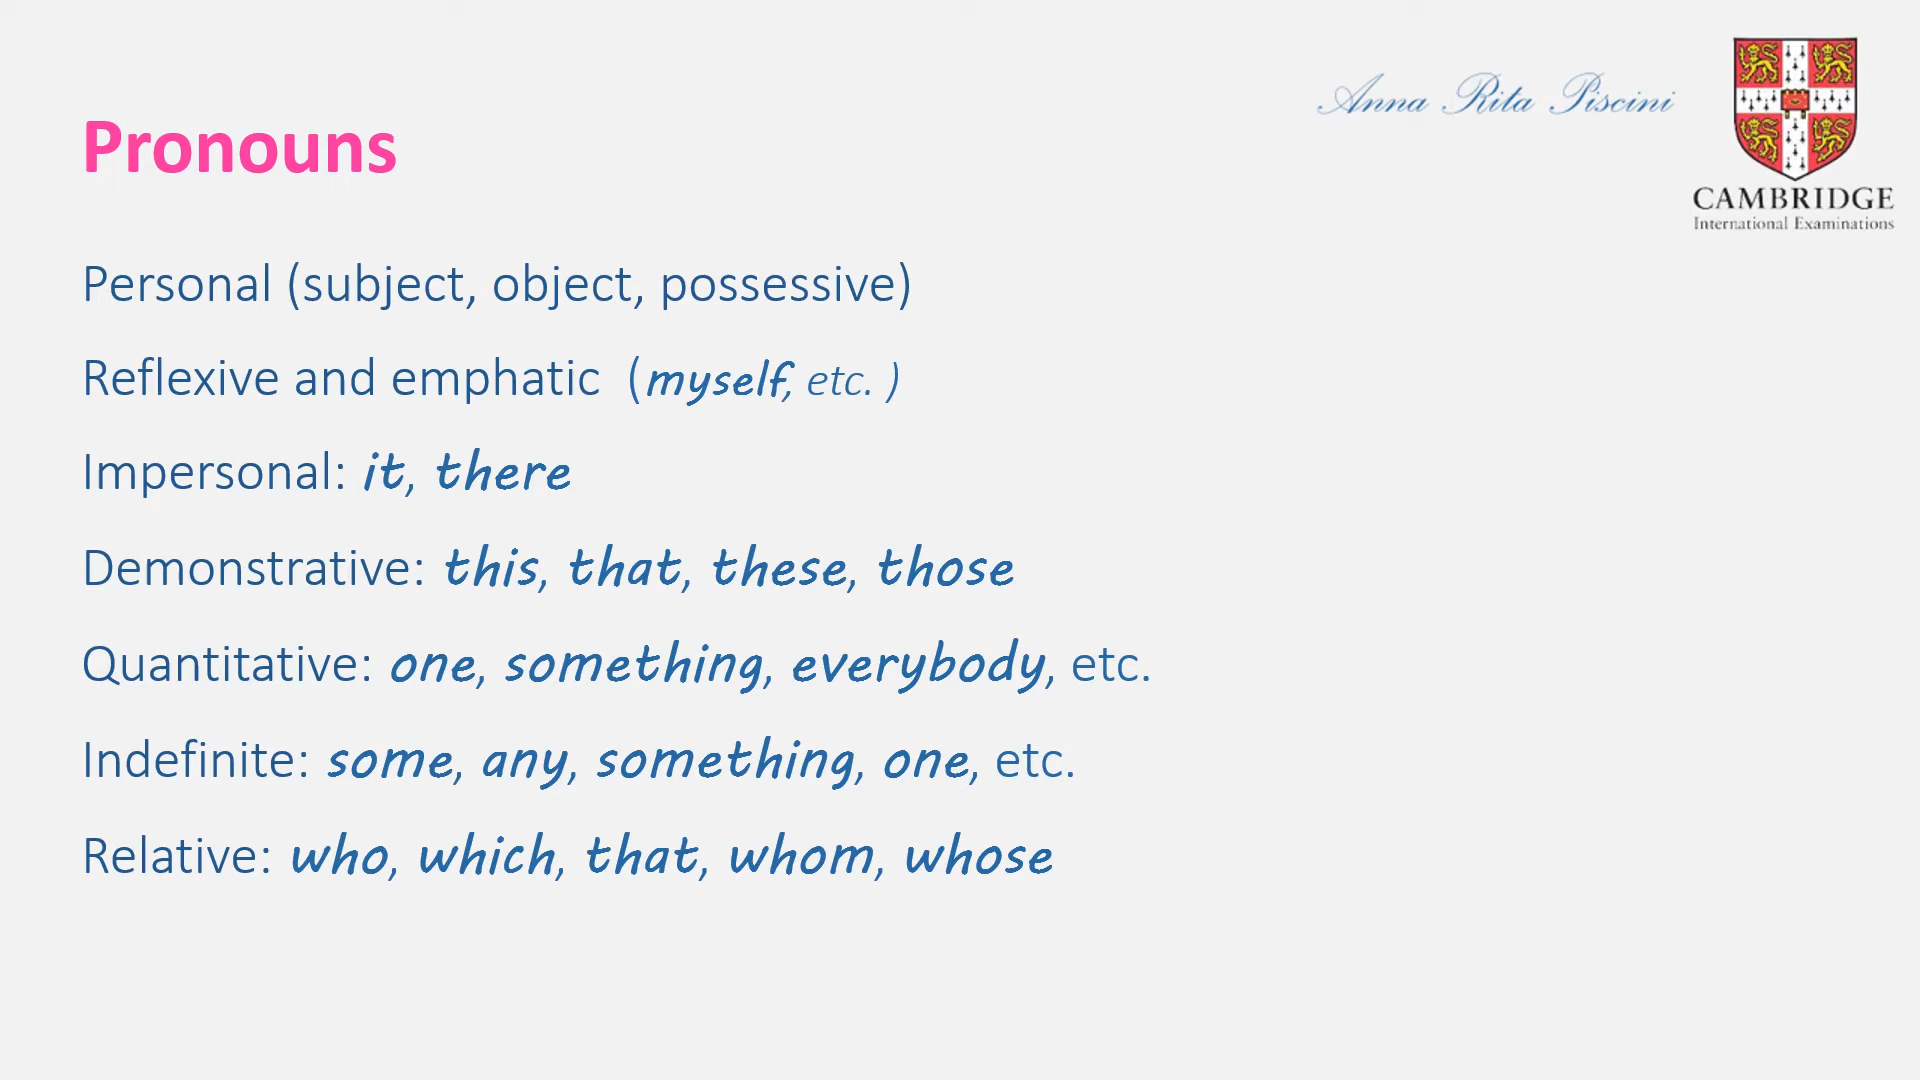 Anna Rita Piscini
CAMBRIDGE
International Examinations
Pronouns
Personal (subject, object, possessive)
Reflexive and emphatic (myself, etc. )
Impersonal: it, there
Demonstrative: this, that, these, those
Quantitative: one, something, everybody, etc.
Indefinite: some, any, something, one, etc.
Relative: who, which, that, whom, whose